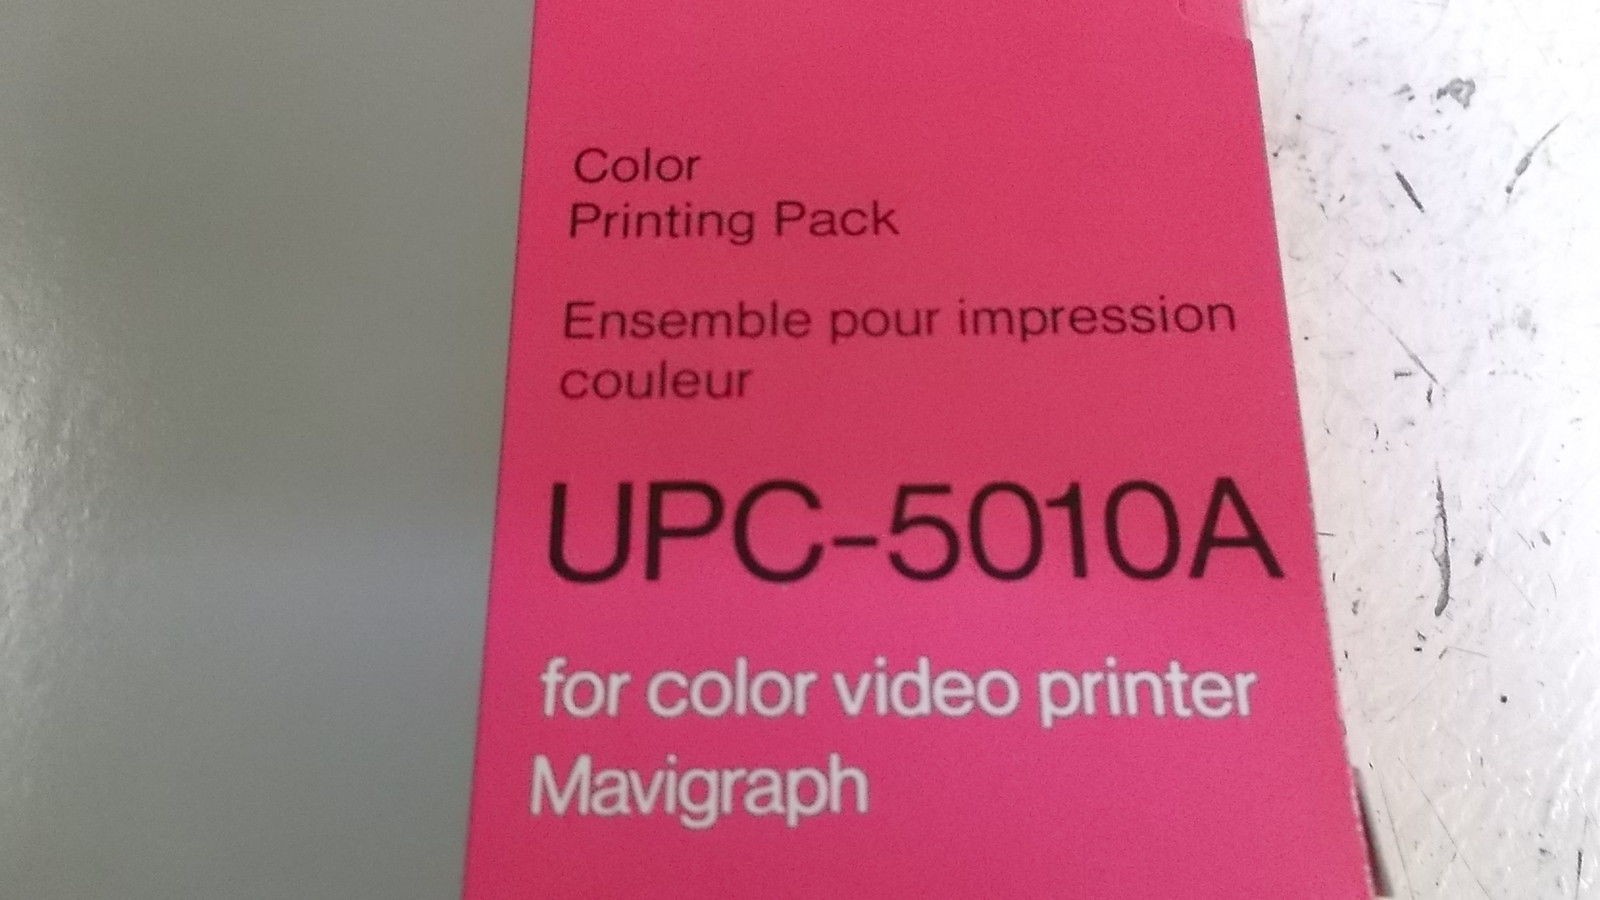 Color
Printing Pack
Ensemble pour impression
couleur
UPC-5010A
for color video printer
Mavigraph